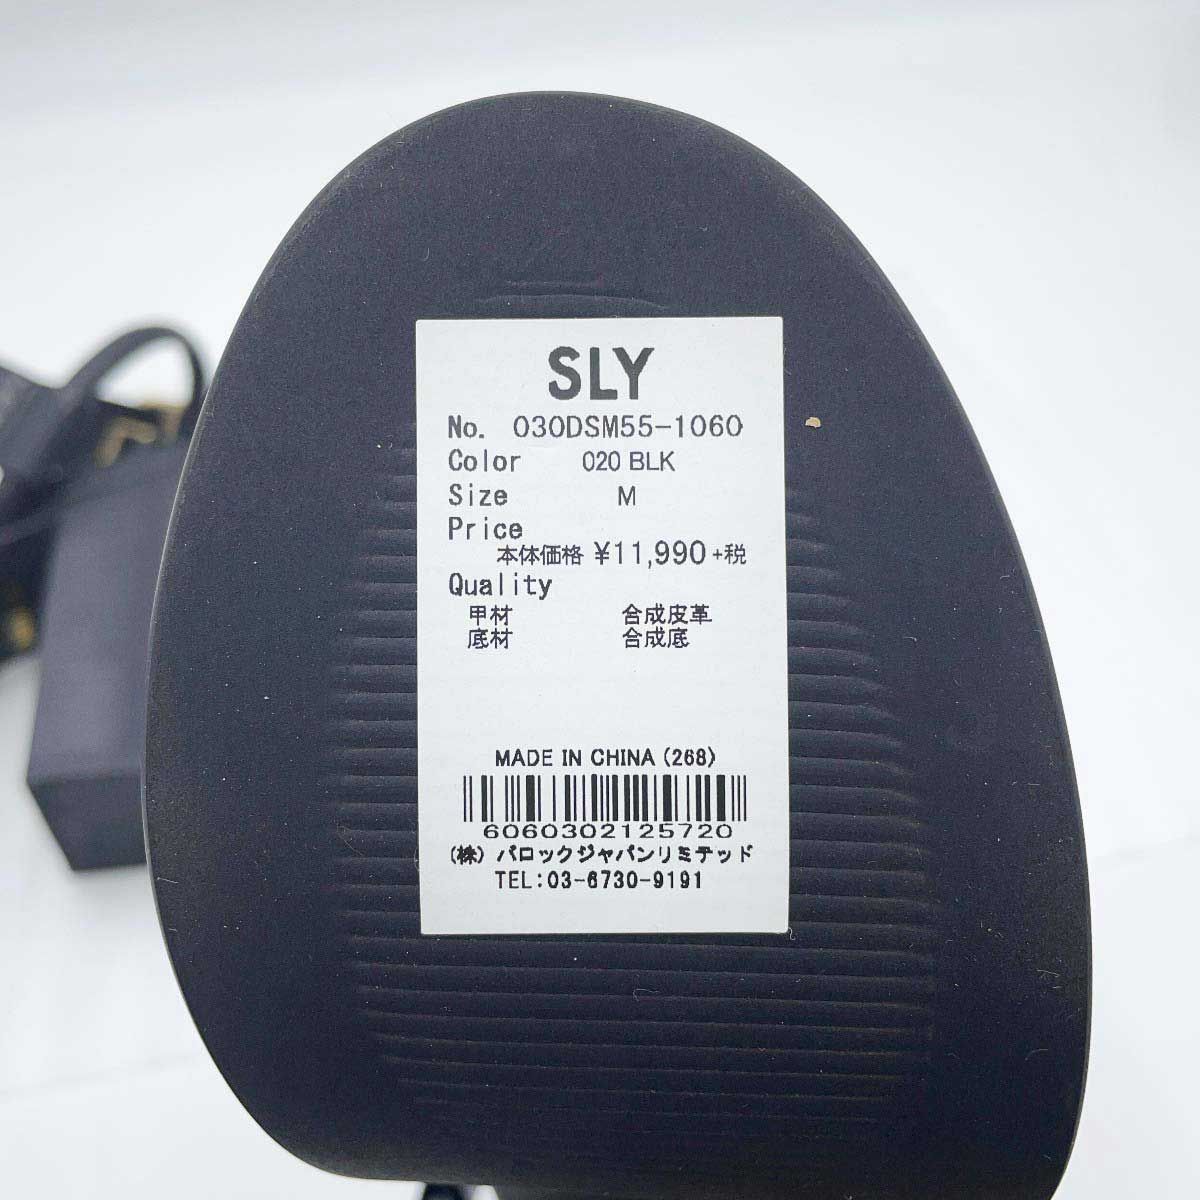 SLY
No. 030DSM55-1060
Color 020 BLK
Size M
Price
本体価格 ¥11,990 +税
Quality
甲材 合成皮革
底材 合成底
MADE IN CHINA (268)
6060302125720
(株) バロックジャパンリミテッド
TEL:03-6730-9191